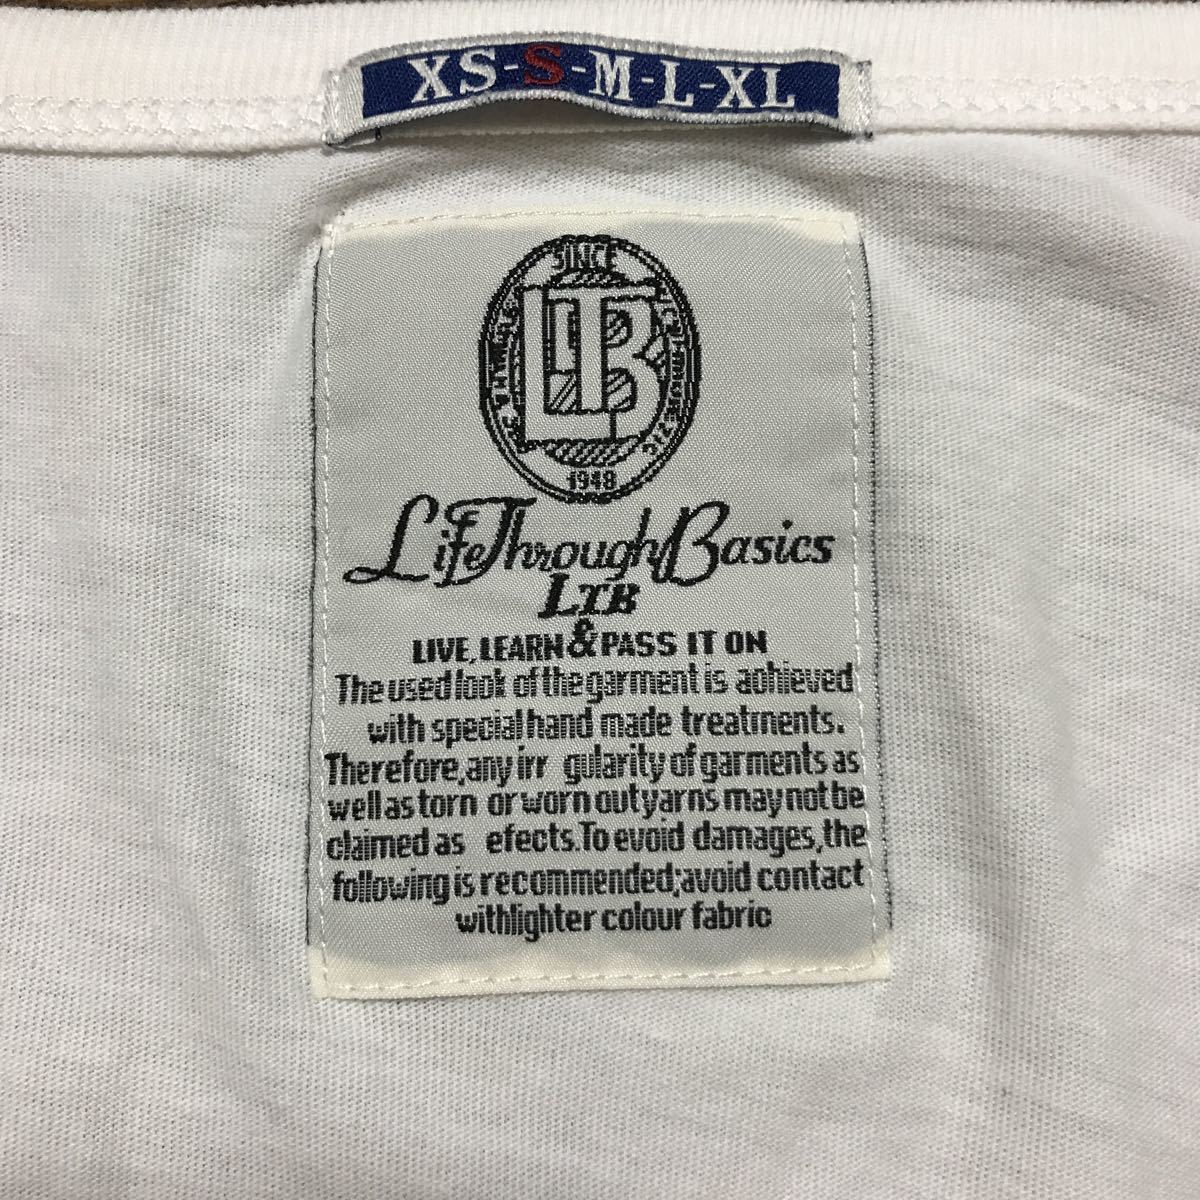 XS-S-M-L-XL
SINCE
LTB
1948
Life Through Basics
LTB
LIVE, LEARN & PASS IT ON
The used look of the garment is achieved
with special hand made treatments.
Therefore, any irr gularity of garments as
well as torn or worn out yarns may not be
claimed as efects. To evoid damages, the
following is recommended; avoid contact
with lighter colour fabric